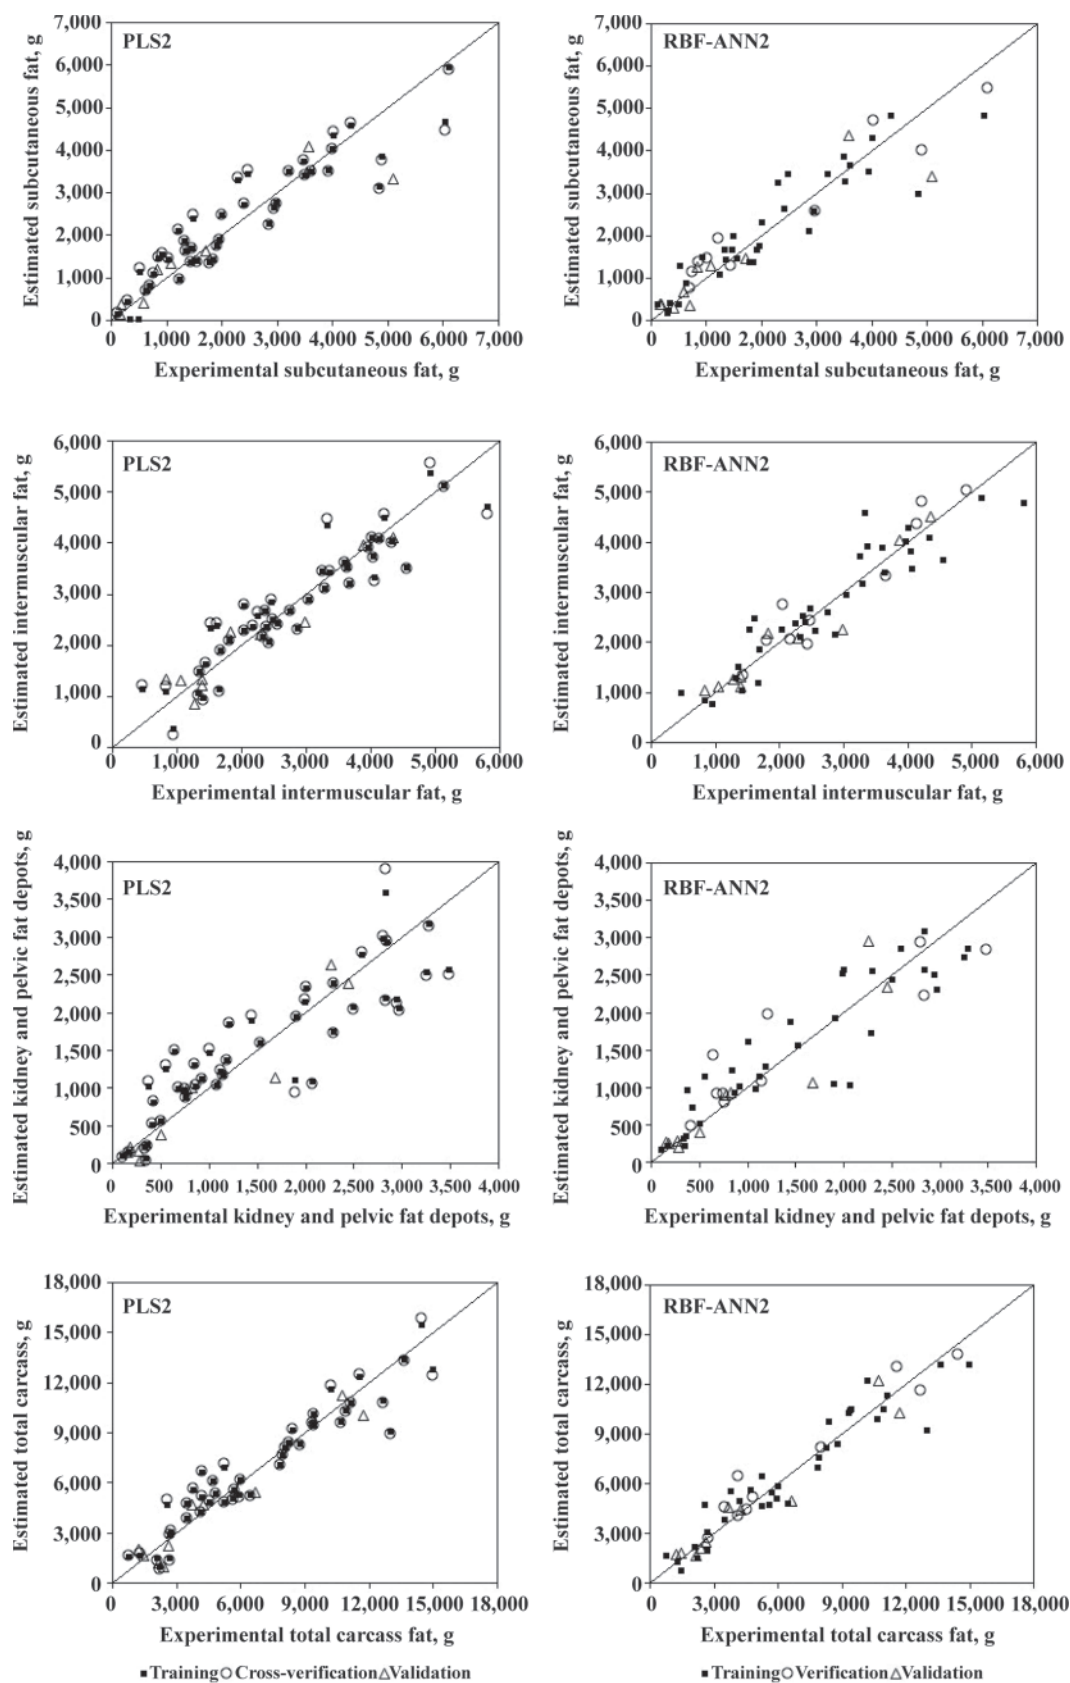 7,000
6,000
5,000
4,000
3,000
2,000
1,000
0
PLS2
Estimated subcutaneous fat, g
0 1,000 2,000 3,000 4,000 5,000 6,000 7,000
Experimental subcutaneous fat, g
7,000
6,000
5,000
4,000
3,000
2,000
1,000
0
RBF-ANN2
Estimated subcutaneous fat, g
0 1,000 2,000 3,000 4,000 5,000 6,000 7,000
Experimental subcutaneous fat, g
6,000
5,000
4,000
3,000
2,000
1,000
0
PLS2
Estimated intermuscular fat, g
0 1,000 2,000 3,000 4,000 5,000 6,000
Experimental intermuscular fat, g
6,000
5,000
4,000
3,000
2,000
1,000
0
RBF-ANN2
Estimated intermuscular fat, g
0 1,000 2,000 3,000 4,000 5,000 6,000
Experimental intermuscular fat, g
4,000
3,500
3,000
2,500
2,000
1,500
1,000
500
0
PLS2
Estimated kidney and pelvic fat depots, g
0 500 1,000 1,500 2,000 2,500 3,000 3,500 4,000
Experimental kidney and pelvic fat depots, g
4,000
3,500
3,000
2,500
2,000
1,500
1,000
500
0
RBF-ANN2
Estimated kidney and pelvic fat depots, g
0 500 1,000 1,500 2,000 2,500 3,000 3,500 4,000
Experimental kidney and pelvic fat depots, g
18,000
15,000
12,000
9,000
6,000
3,000
0
PLS2
Estimated total carcass, g
0 3,000 6,000 9,000 12,000 15,000 18,000
Experimental total carcass fat, g
Training Cross-verification Validation
18,000
15,000
12,000
9,000
6,000
3,000
0
RBF-ANN2
Estimated total carcass, g
0 3,000 6,000 9,000 12,000 15,000 18,000
Experimental total carcass fat, g
Training Verification Validation